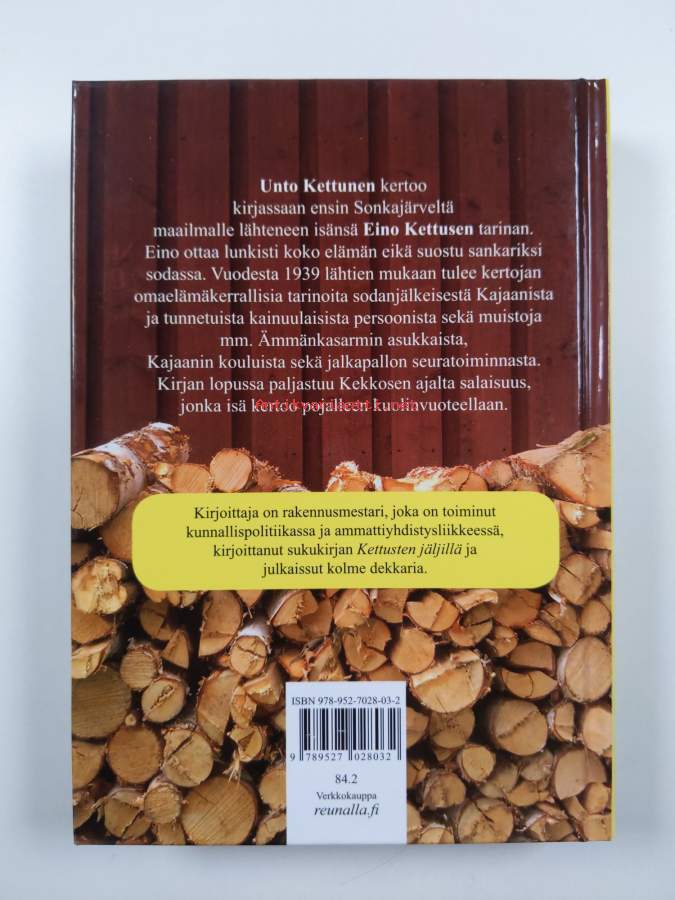 Unto Kettunen kertoo
kirjassaan ensin Sonkajärveltä
maailmalle lähteneen isänsä Eino Kettusen tarinan.
Eino ottaa lunkisti koko elämän eikä suostu sankariksi
sodassa. Vuodesta 1939 lähtien mukaan tulee kertojan
omaelämäkerrallisia tarinoita sodanjälkeisestä Kajaanista
ja tunnetuista kainuulaisista persoonista sekä muistoja
mm. Ämmänkasarmin asukkaista,
Kajaanin kouluista sekä jalkapallon seuratoiminnasta.
Kirjan lopussa paljastuu Kekkosen ajalta salaisuus,
jonka isä kertoo pojalleen kuolinvuoteellaan.
Kirjoittaja on rakennusmestari, joka on toiminut
kunnallispolitiikassa ja ammattiyhdistysliikkeessä,
kirjoittanut sukukirjan Kettusten jäljillä ja
julkaissut kolme dekkaria.
ISBN 978-952-7028-03-2
9 789527 028032
84.2
Verkkokauppa
reunalla.fi